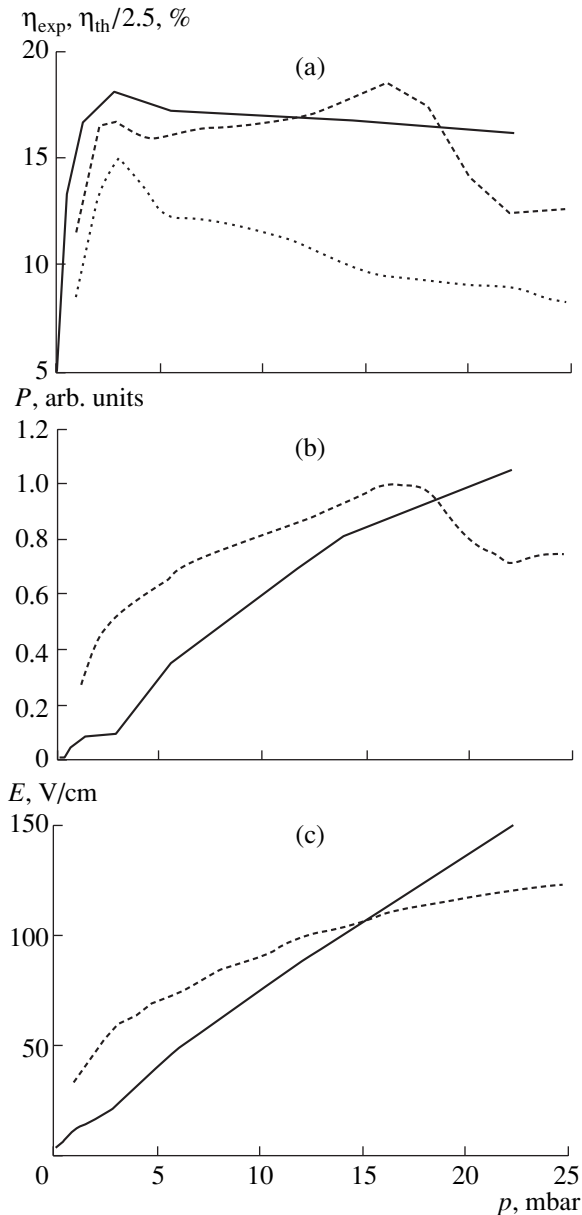 η_exp, η_th/2.5, %
20
(a)
15
10
5
P, arb. units
1.2
(b)
1.0
0.8
0.6
0.4
0.2
0
E, V/cm
150
(c)
100
50
0 5 10 15 20 25
p, mbar